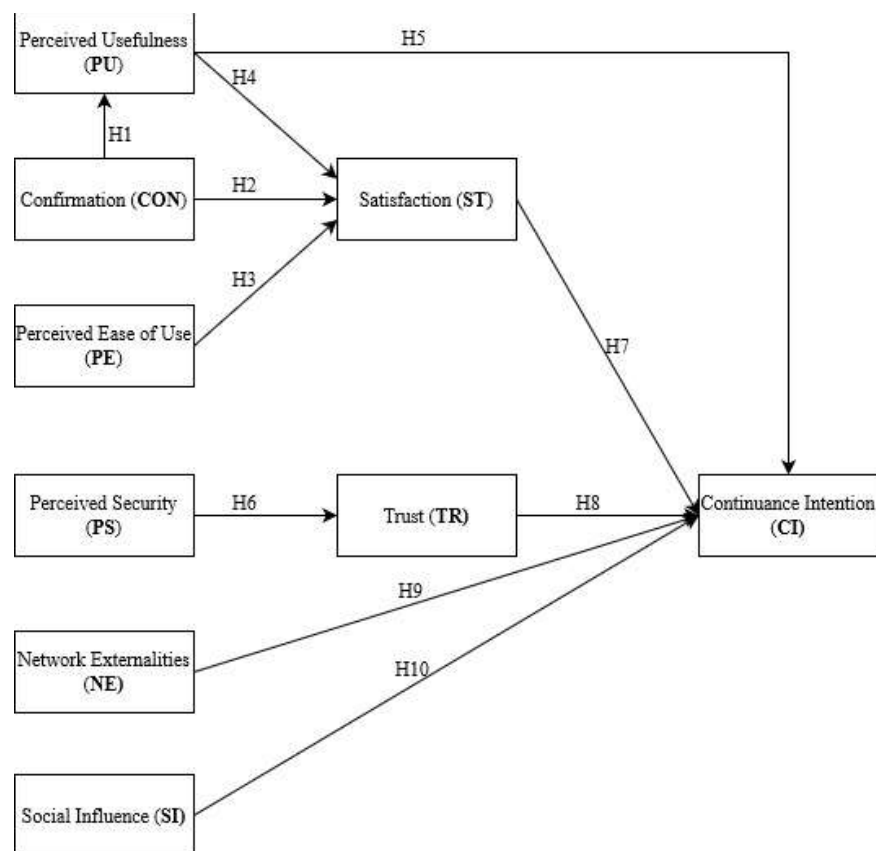 Perceived Usefulness
(PU)
H5
H4
H1
Confirmation (CON)
H2
Satisfaction (ST)
H3
Perceived Ease of Use
(PE)
H7
Perceived Security
(PS)
H6
Trust (TR)
H8
Continuance Intention
(CI)
H9
Network Externalities
(NE)
H10
Social Influence (SI)